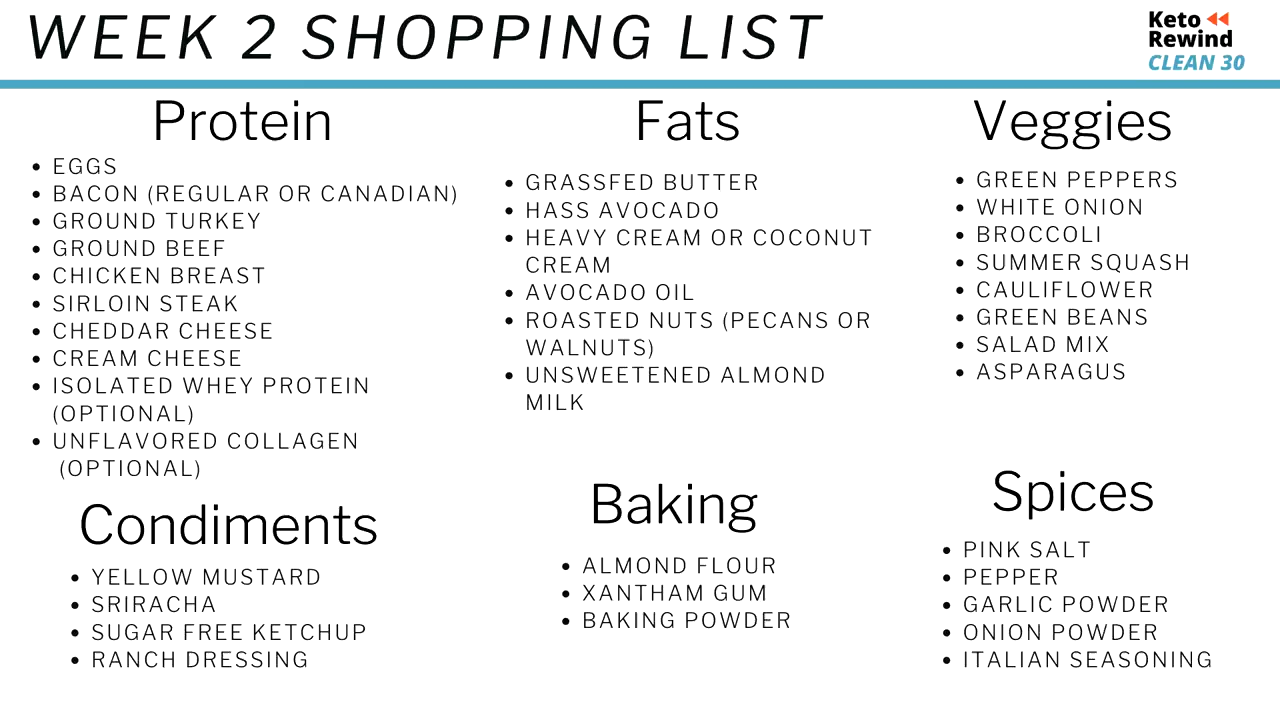 WEEK 2 SHOPPING LIST
Keto
Rewind
CLEAN 30
Protein
• EGGS
• BACON (REGULAR OR CANADIAN)
• GROUND TURKEY
• GROUND BEEF
• CHICKEN BREAST
• SIRLOIN STEAK
• CHEDDAR CHEESE
• CREAM CHEESE
• ISOLATED WHEY PROTEIN
(OPTIONAL)
• UNFLAVORED COLLAGEN
(OPTIONAL)
Fats
• GRASSFED BUTTER
• HASS AVOCADO
• HEAVY CREAM OR COCONUT
CREAM
• AVOCADO OIL
• ROASTED NUTS (PECANS OR
WALNUTS)
• UNSWEETENED ALMOND
MILK
Veggies
• GREEN PEPPERS
• WHITE ONION
• BROCCOLI
• SUMMER SQUASH
• CAULIFLOWER
• GREEN BEANS
• SALAD MIX
• ASPARAGUS
Condiments
• YELLOW MUSTARD
• SRIRACHA
• SUGAR FREE KETCHUP
• RANCH DRESSING
Baking
• ALMOND FLOUR
• XANTHAM GUM
• BAKING POWDER
Spices
• PINK SALT
• PEPPER
• GARLIC POWDER
• ONION POWDER
• ITALIAN SEASONING